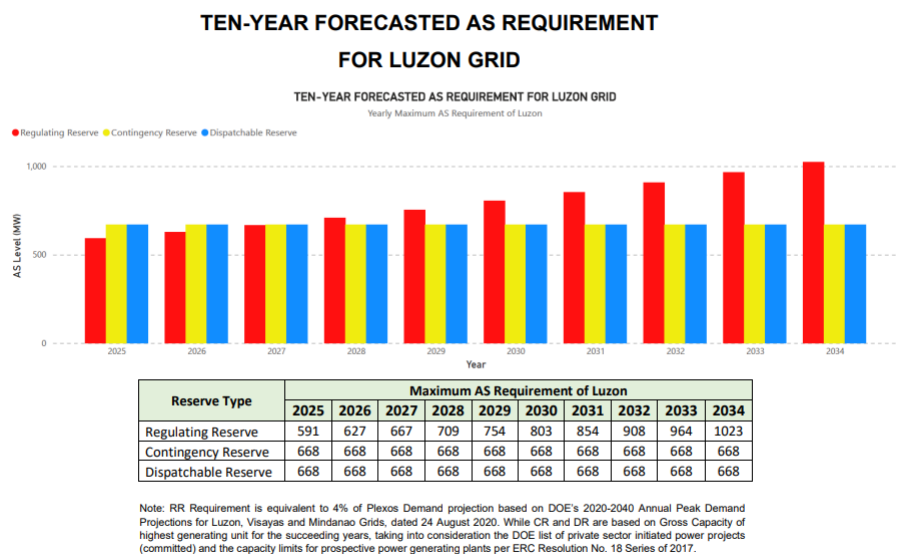 TEN-YEAR FORECASTED AS REQUIREMENT
FOR LUZON GRID
TEN-YEAR FORECASTED AS REQUIREMENT FOR LUZON GRID
Yearly Maximum AS Requirement of Luzon
Regulating Reserve Contingency Reserve Dispatchable Reserve
1,000
500
0
AS Level (MW)
2025 2026 2027 2028 2029 2030 2031 2032 2033 2034
Year
Reserve Type Maximum AS Requirement of Luzon
2025 2026 2027 2028 2029 2030 2031 2032 2033 2034
Regulating Reserve 591 627 667 709 754 803 854 908 964 1023
Contingency Reserve 668 668 668 668 668 668 668 668 668 668
Dispatchable Reserve 668 668 668 668 668 668 668 668 668 668
Note: RR Requirement is equivalent to 4% of Plexos Demand projection based on DOE's 2020-2040 Annual Peak Demand
Projections for Luzon, Visayas and Mindanao Grids, dated 24 August 2020. While CR and DR are based on Gross Capacity of
highest generating unit for the succeeding years, taking into consideration the DOE list of private sector initiated power projects
(committed) and the capacity limits for prospective power generating plants per ERC Resolution No. 18 Series of 2017.